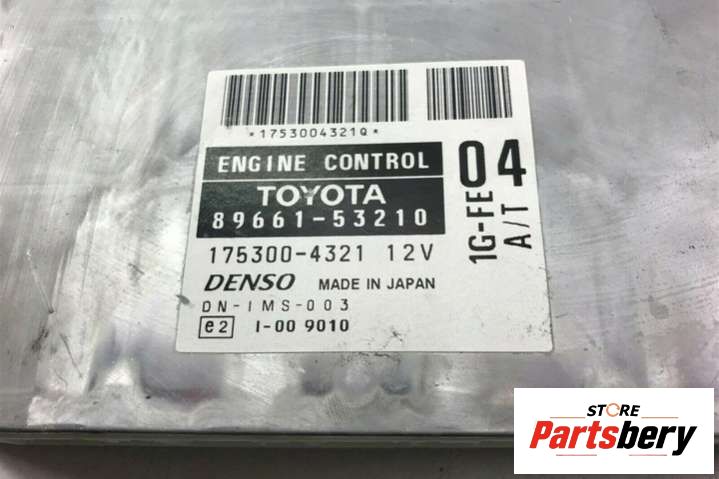 *1753004321Q*
ENGINE CONTROL
TOYOTA
89661-53210
175300-4321 12V
DENSO MADE IN JAPAN
DN-IMS-003
e2 I-00 9010
04
1G-FE
A/T
STORE
Partsbery